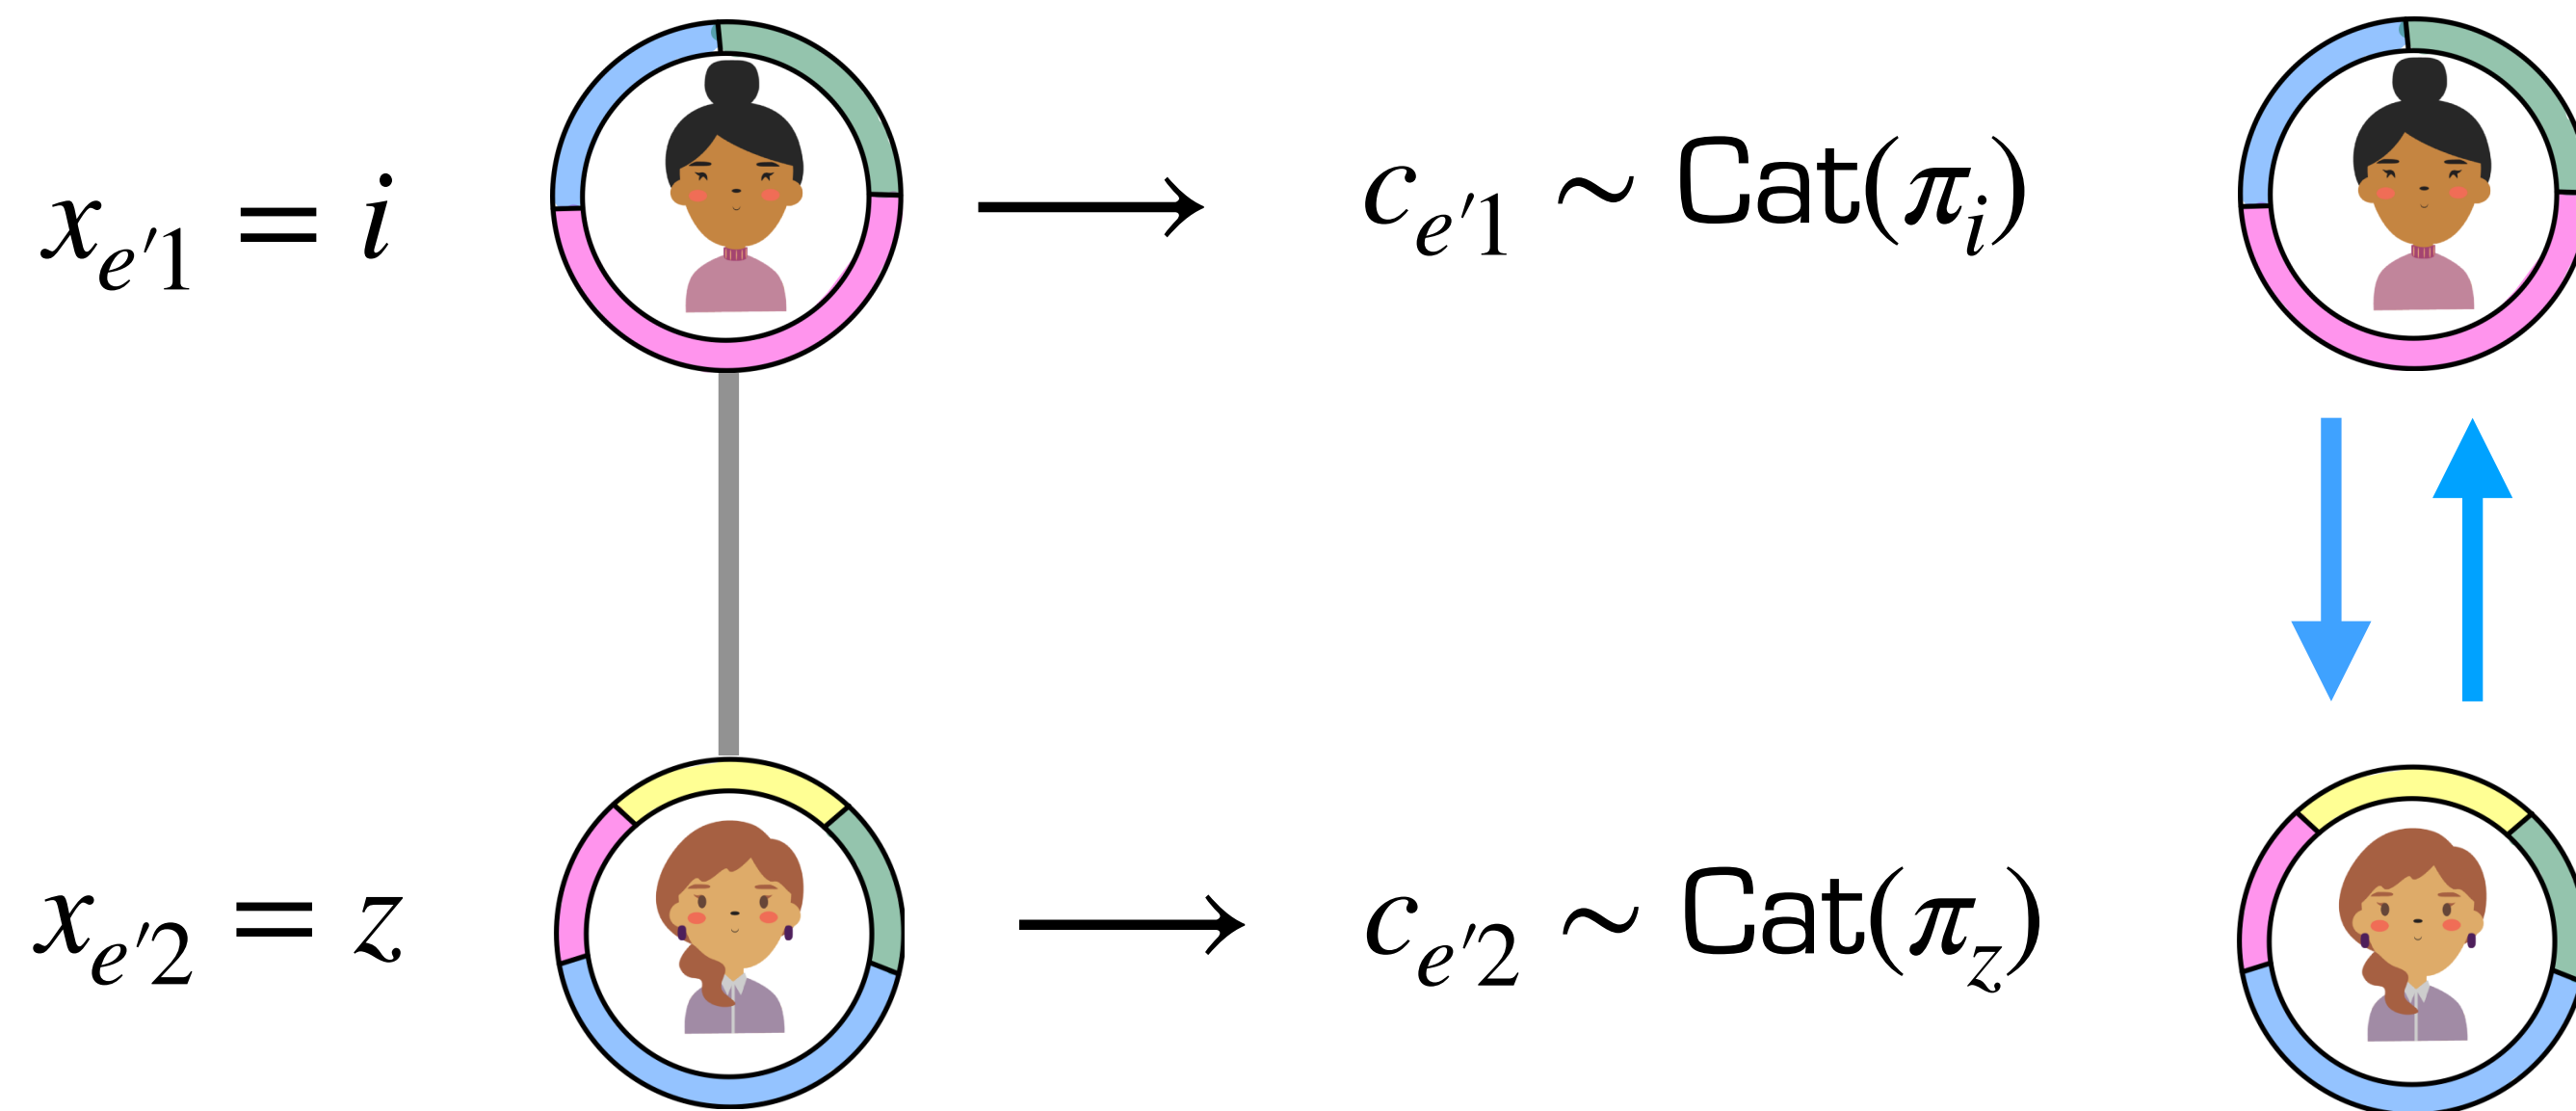 x_{e′1} = i ⟶ c_{e′1} ~ Cat(π_i)
x_{e′2} = z ⟶ c_{e′2} ~ Cat(π_z)